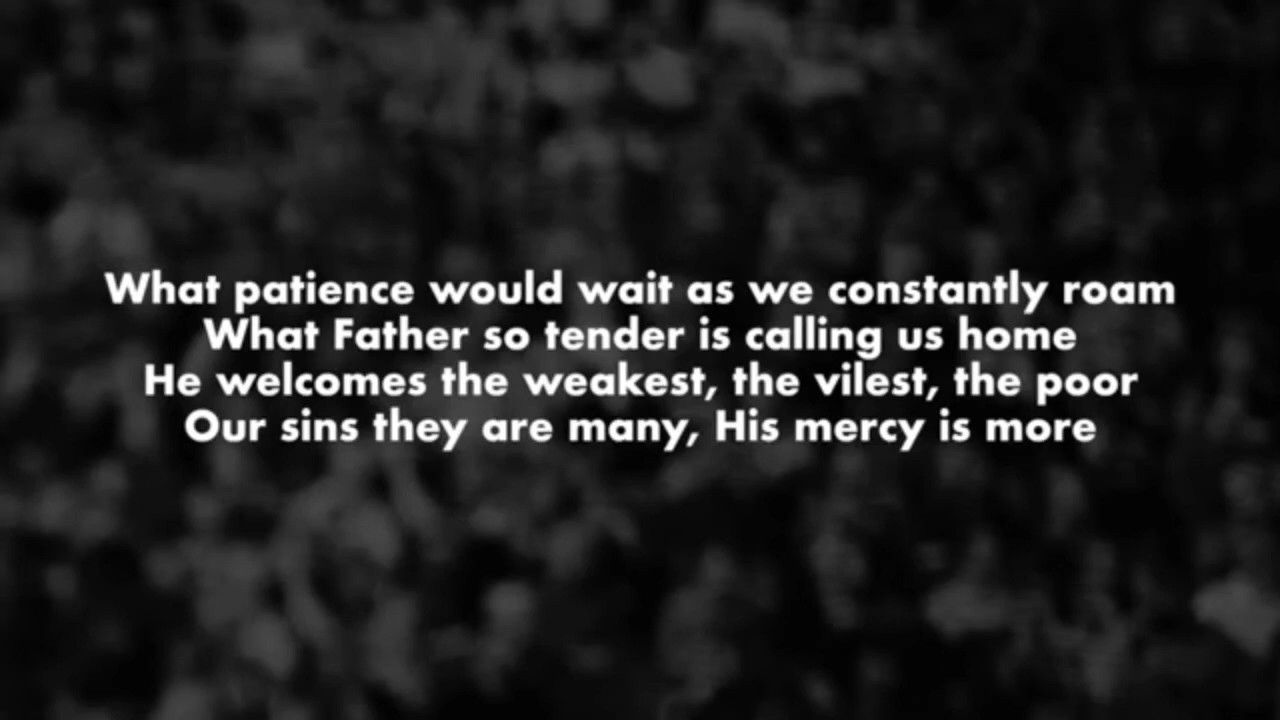 What patience would wait as we constantly roam
What Father so tender is calling us home
He welcomes the weakest, the vilest, the poor
Our sins they are many, His mercy is more